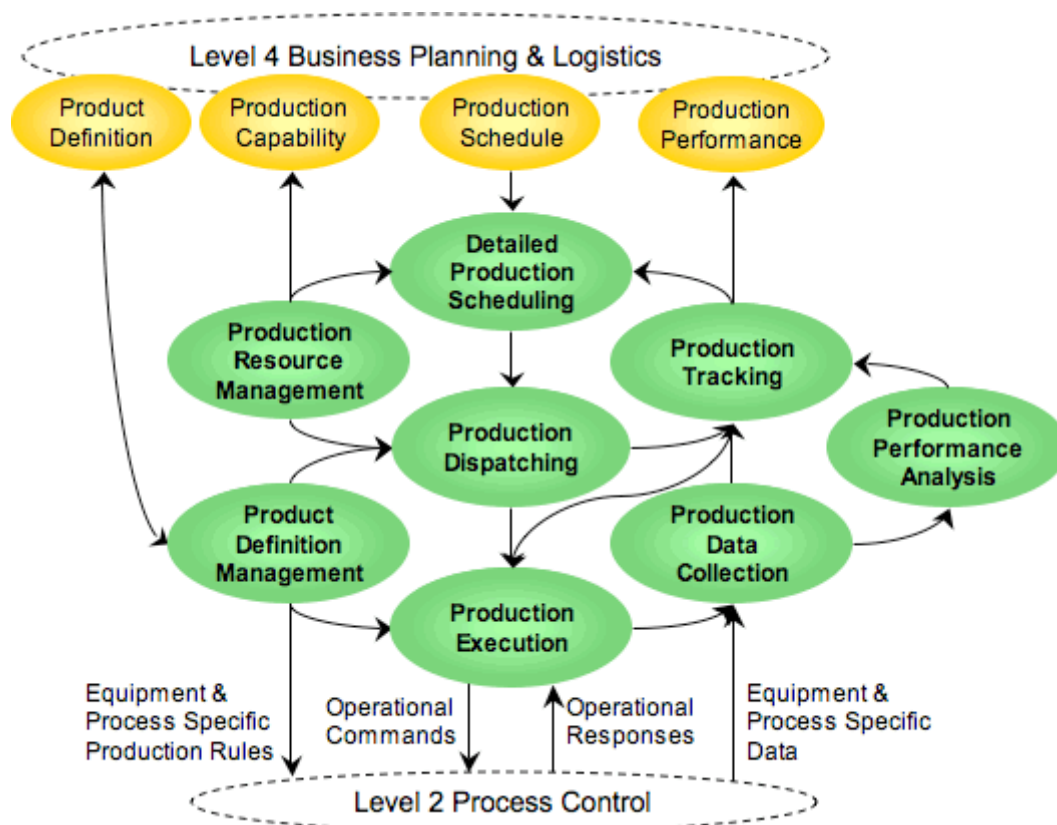 Level 4 Business Planning & Logistics
Product
Definition
Production
Capability
Production
Schedule
Production
Performance
Detailed
Production
Scheduling
Production
Resource
Management
Production
Tracking
Production
Dispatching
Production
Performance
Analysis
Product
Definition
Management
Production
Data
Collection
Production
Execution
Equipment &
Process Specific
Production Rules
Operational
Commands
Operational
Responses
Equipment &
Process Specific
Data
Level 2 Process Control